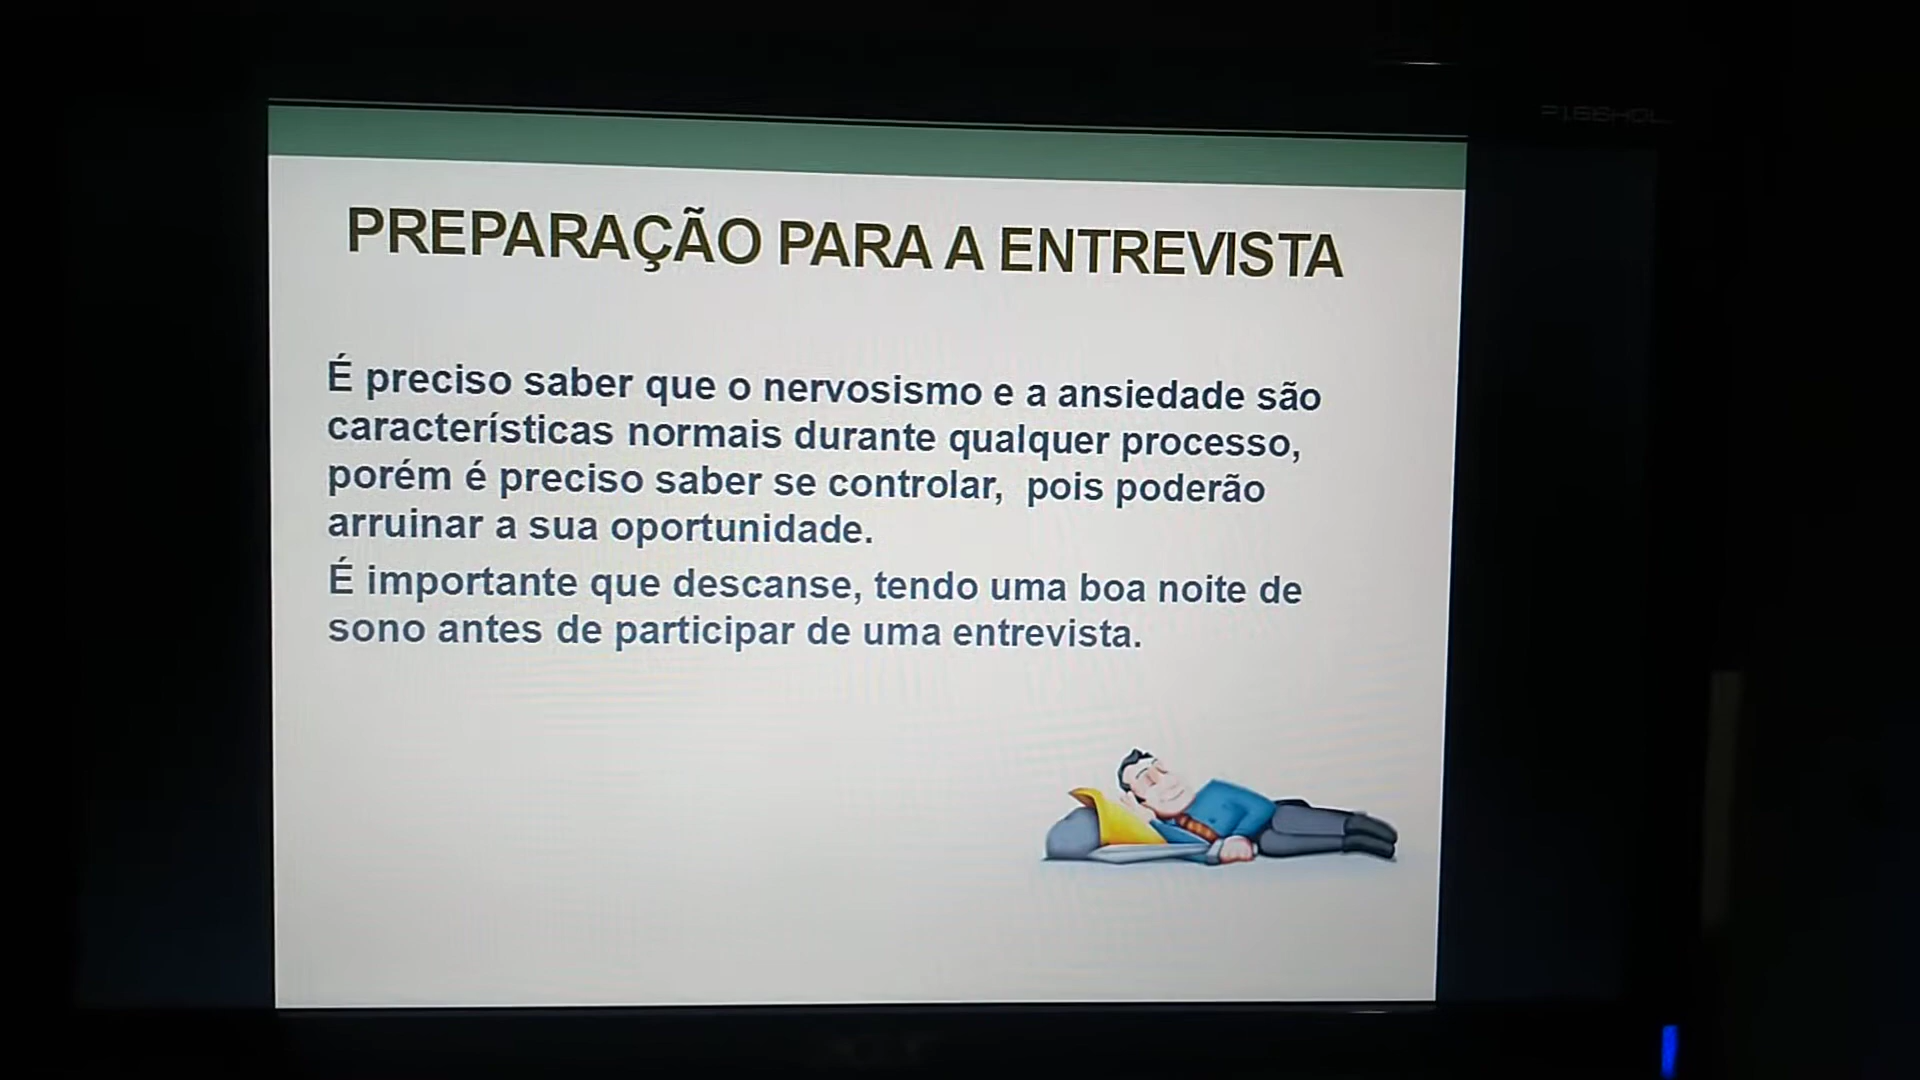 PREPARAÇÃO PARA A ENTREVISTA
É preciso saber que o nervosismo e a ansiedade são
características normais durante qualquer processo,
porém é preciso saber se controlar, pois poderão
arruinar a sua oportunidade.
É importante que descanse, tendo uma boa noite de
sono antes de participar de uma entrevista.